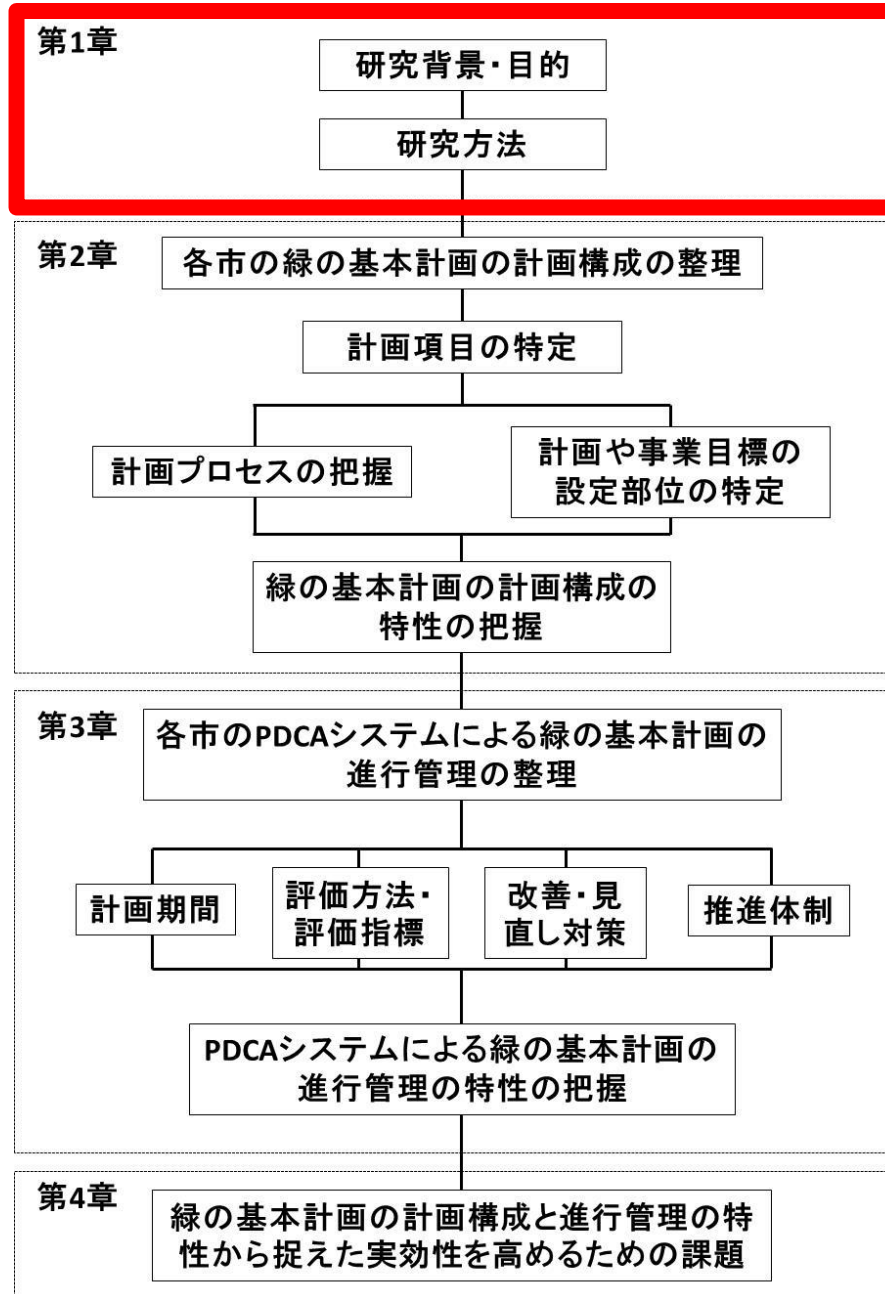 第1章
研究背景・目的
研究方法
第2章
各市の緑の基本計画の計画構成の整理
計画項目の特定
計画プロセスの把握
計画や事業目標の
設定部位の特定
緑の基本計画の計画構成の
特性の把握
第3章
各市のPDCAシステムによる緑の基本計画の
進行管理の整理
計画期間
評価方法・
評価指標
改善・見
直し対策
推進体制
PDCAシステムによる緑の基本計画の
進行管理の特性の把握
第4章
緑の基本計画の計画構成と進行管理の特
性から捉えた実効性を高めるための課題